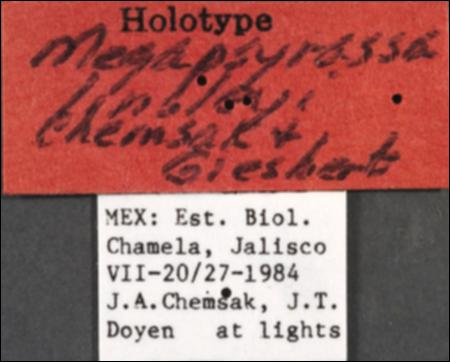 Holotype
Megapsyrassa
linsleyi
Chemsak &
Giesbert
MEX: Est. Biol.
Chamela, Jalisco
VII-20/27-1984
J.A.Chemsak, J.T.
Doyen at lights